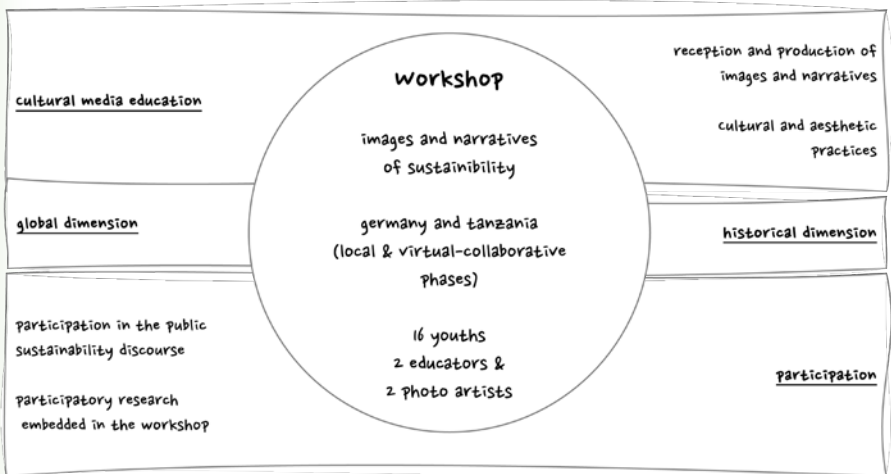 cultural media education
reception and production of
images and narratives
cultural and aesthetic
practices
workshop
images and narratives
of sustainibility
germany and tanzania
(local & virtual-collaborative
phases)
16 youths
2 educators &
2 photo artists
global dimension
historical dimension
participation in the public
sustainability discourse
participatory research
embedded in the workshop
participation